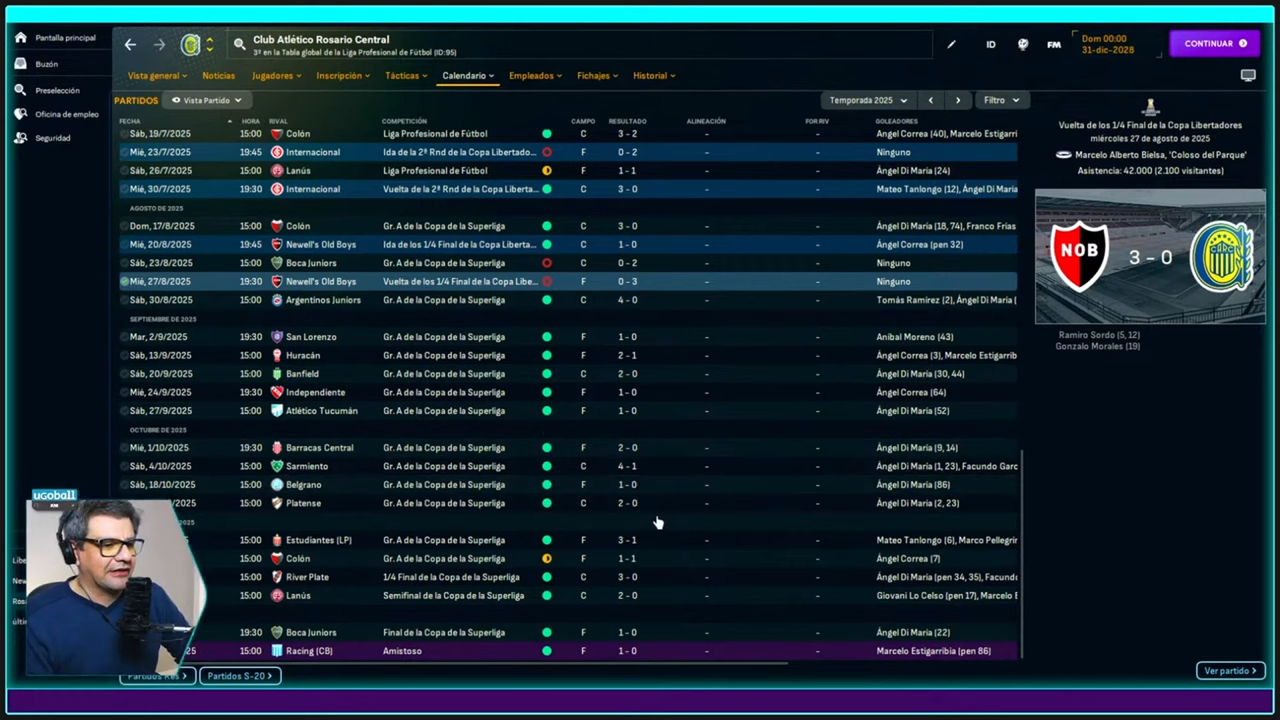 Pantalla principal
Buzón
Preselección
Oficina de empleo
Seguridad
Club Atlético Rosario Central
3ª en la Tabla global de la Liga Profesional de Fútbol (ID:95)
ID
FM
Dom 00:00
31-dic-2028
CONTINUAR
Vista general Noticias Jugadores Inscripción Tácticas Calendario Empleados Fichajes Historial
PARTIDOS Vista Partido Temporada 2025 Filtro
FECHA HORA RIVAL COMPETICIÓN CAMPO RESULTADO ALINEACIÓN FOR RIV GOLEADORES
Sáb, 19/7/2025 15:00 Colón Liga Profesional de Fútbol C 3 - 2 - - Ángel Correa (40), Marcelo Estigarri
Mié, 23/7/2025 19:45 Internacional Ida de la 2ª Rnd de la Copa Libertado... F 0 - 2 - - Ninguno
Sáb, 26/7/2025 15:00 Lanús Liga Profesional de Fútbol F 1 - 1 - - Ángel Di María (24)
Mié, 30/7/2025 19:30 Internacional Vuelta de la 2ª Rnd de la Copa Liberta... C 3 - 0 - - Mateo Tanlongo (12), Ángel Di María
AGOSTO DE 2025
Dom, 17/8/2025 15:00 Colón Gr. A de la Copa de la Superliga C 3 - 0 - - Ángel Di María (18, 74), Franco Frías
Mié, 20/8/2025 19:45 Newell's Old Boys Ida de los 1/4 Final de la Copa Liberta... C 1 - 0 - - Ángel Correa (pen 32)
Sáb, 23/8/2025 15:00 Boca Juniors Gr. A de la Copa de la Superliga C 0 - 2 - - Ninguno
Mié, 27/8/2025 19:30 Newell's Old Boys Vuelta de los 1/4 Final de la Copa Libe... F 0 - 3 - - Ninguno
Sáb, 30/8/2025 15:00 Argentinos Juniors Gr. A de la Copa de la Superliga C 4 - 0 - - Tomás Ramírez (2), Ángel Di María (
SEPTIEMBRE DE 2025
Mar, 2/9/2025 19:30 San Lorenzo Gr. A de la Copa de la Superliga F 1 - 0 - - Aníbal Moreno (43)
Sáb, 13/9/2025 15:00 Huracán Gr. A de la Copa de la Superliga F 2 - 1 - - Ángel Correa (3), Marcelo Estigarrib
Sáb, 20/9/2025 15:00 Banfield Gr. A de la Copa de la Superliga C 2 - 0 - - Ángel Di María (30, 44)
Mié, 24/9/2025 19:30 Independiente Gr. A de la Copa de la Superliga F 1 - 0 - - Ángel Correa (64)
Sáb, 27/9/2025 15:00 Atlético Tucumán Gr. A de la Copa de la Superliga F 1 - 0 - - Ángel Di María (52)
OCTUBRE DE 2025
Mié, 1/10/2025 19:30 Barracas Central Gr. A de la Copa de la Superliga F 2 - 0 - - Ángel Di María (9, 14)
Sáb, 4/10/2025 15:00 Sarmiento Gr. A de la Copa de la Superliga C 4 - 1 - - Ángel Di María (1, 23), Facundo Garc
Sáb, 18/10/2025 15:00 Belgrano Gr. A de la Copa de la Superliga F 1 - 0 - - Ángel Di María (86)
/10/2025 15:00 Platense Gr. A de la Copa de la Superliga C 2 - 0 - - Ángel Di María (2, 23)
2025
15:00 Estudiantes (LP) Gr. A de la Copa de la Superliga F 3 - 1 - - Mateo Tanlongo (6), Marco Pellegrin
15:00 Colón Gr. A de la Copa de la Superliga F 1 - 1 - - Ángel Correa (7)
15:00 River Plate 1/4 Final de la Copa de la Superliga C 3 - 0 - - Ángel Di María (pen 34, 35), Facund
15:00 Lanús Semifinal de la Copa de la Superliga C 2 - 0 - - Giovani Lo Celso (pen 17), Marcelo E
19:30 Boca Juniors Final de la Copa de la Superliga F 1 - 0 - - Ángel Di María (22)
25 15:00 Racing (CB) Amistoso F 1 - 0 - - Marcelo Estigarribia (pen 86)
Partidos Res Partidos S-20
Vuelta de los 1/4 Final de la Copa Libertadores
miércoles 27 de agosto de 2025
Marcelo Alberto Bielsa, 'Coloso del Parque'
Asistencia: 42.000 (2.100 visitantes)
NOB 3 - 0 CARC
Ramiro Sordo (5, 12)
Gonzalo Morales (19)
Ver partido
ugoball
FM
Libe
New
Rosa
últim